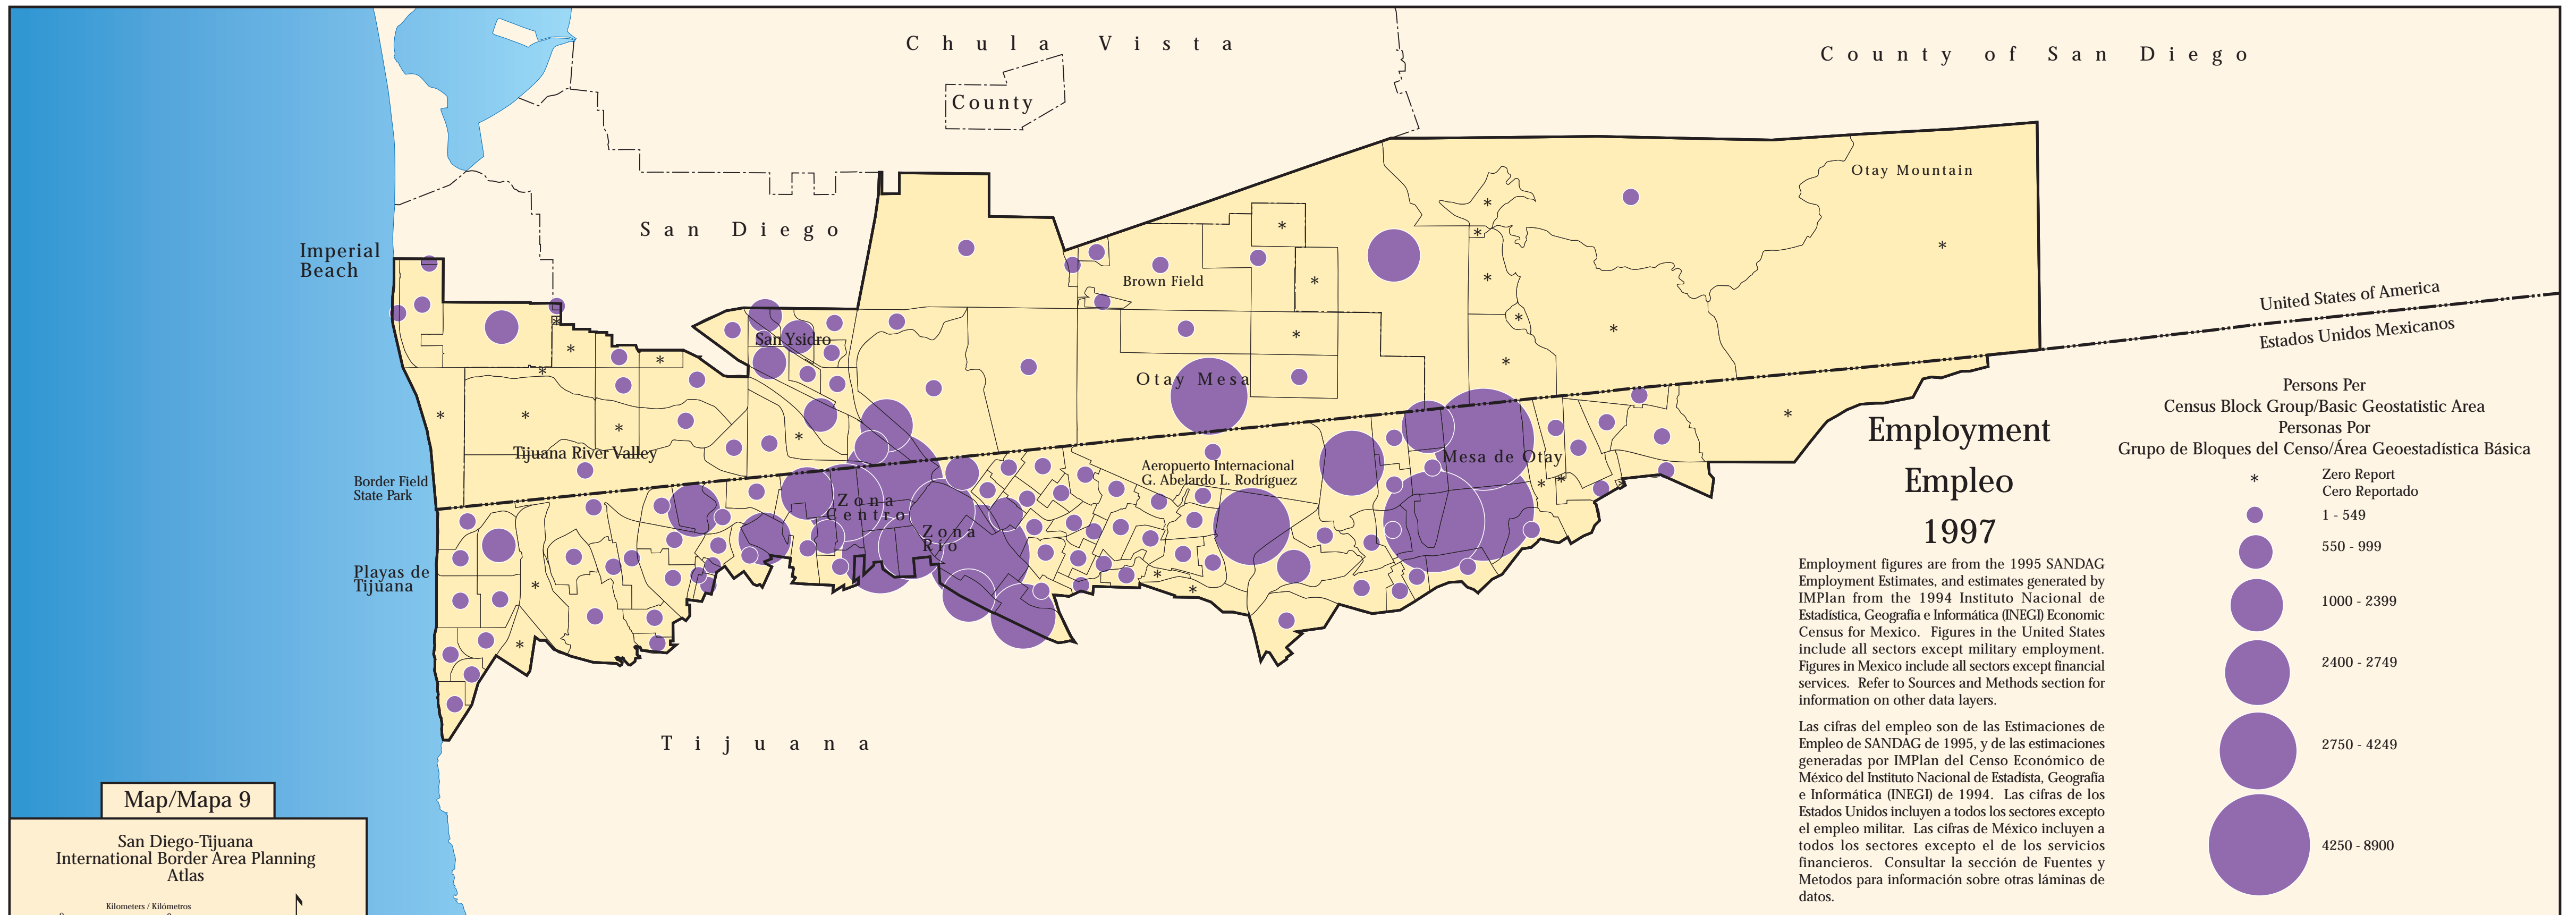 Chula Vista
County of San Diego
County
Otay Mountain
San Diego
Imperial
Beach
Brown Field
United States of America
Estados Unidos Mexicanos
San Ysidro
Otay Mesa
Tijuana River Valley
Border Field
State Park
Aeropuerto Internacional
G. Abelardo L. Rodríguez
Mesa de Otay
Zona
Centro
Zona
Río
Playas de
Tijuana
Tijuana
Employment
Empleo
1997
Employment figures are from the 1995 SANDAG
Employment Estimates, and estimates generated by
IMPlan from the 1994 Instituto Nacional de
Estadística, Geografía e Informática (INEGI) Economic
Census for Mexico. Figures in the United States
include all sectors except military employment.
Figures in Mexico include all sectors except financial
services. Refer to Sources and Methods section for
information on other data layers.
Las cifras del empleo son de las Estimaciones de
Empleo de SANDAG de 1995, y de las estimaciones
generadas por IMPlan del Censo Económico de
México del Instituto Nacional de Estadísta, Geografía
e Informática (INEGI) de 1994. Las cifras de los
Estados Unidos incluyen a todos los sectores excepto
el empleo militar. Las cifras de México incluyen a
todos los sectores excepto el de los servicios
financieros. Consultar la sección de Fuentes y
Metodos para información sobre otras láminas de
datos.
Persons Per
Census Block Group/Basic Geostatistic Area
Personas Por
Grupo de Bloques del Censo/Área Geoestadística Básica
* Zero Report
Cero Reportado
1 - 549
550 - 999
1000 - 2399
2400 - 2749
2750 - 4249
4250 - 8900
Map/Mapa 9
San Diego-Tijuana
International Border Area Planning
Atlas
Kilometers / Kilómetros